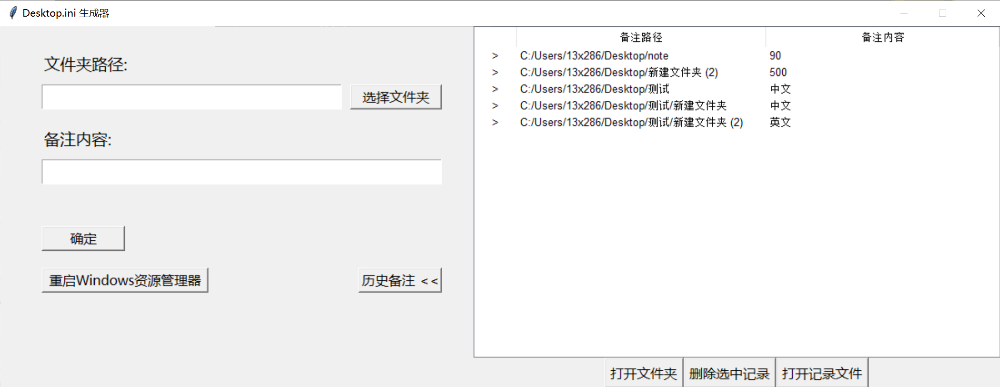 Desktop.ini 生成器
文件夹路径:
选择文件夹
备注内容:
确定
重启Windows资源管理器
历史备注 <<
备注路径 备注内容
> C:/Users/13x286/Desktop/note 90
> C:/Users/13x286/Desktop/新建文件夹 (2) 500
> C:/Users/13x286/Desktop/测试 中文
> C:/Users/13x286/Desktop/测试/新建文件夹 中文
> C:/Users/13x286/Desktop/测试/新建文件夹 (2) 英文
打开文件夹 删除选中记录 打开记录文件